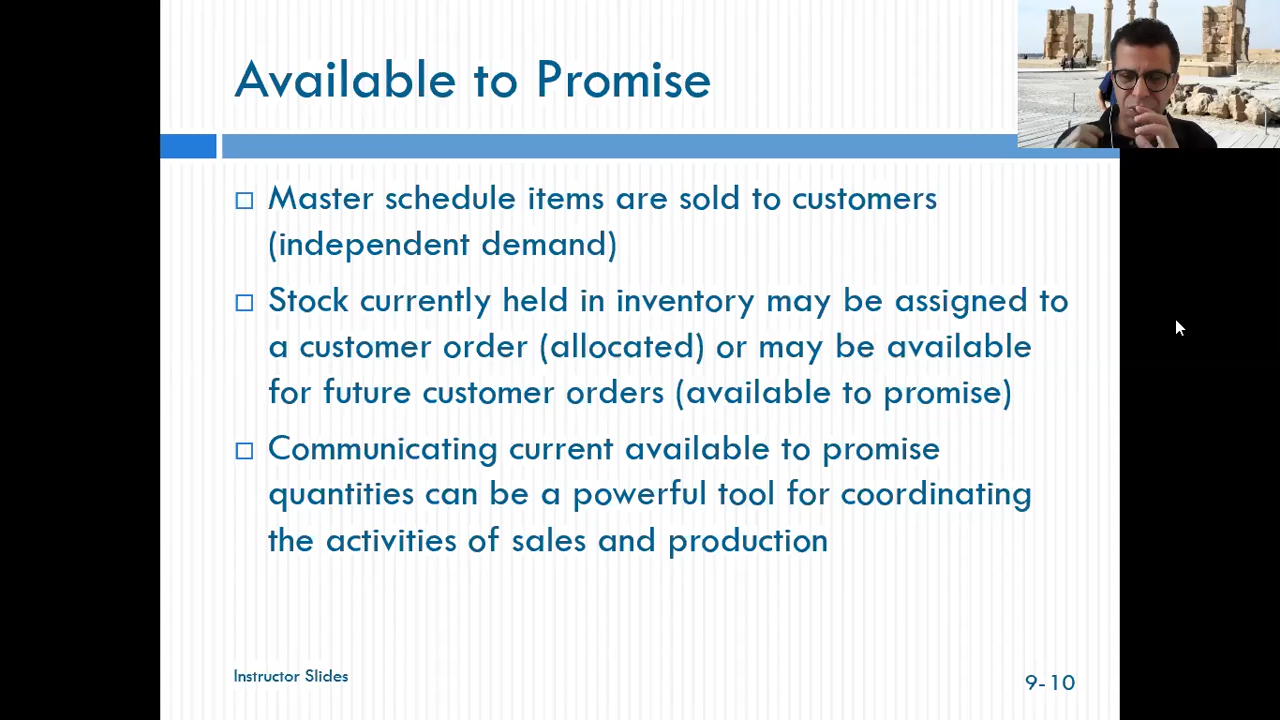 Available to Promise
Master schedule items are sold to customers
(independent demand)
Stock currently held in inventory may be assigned to
a customer order (allocated) or may be available
for future customer orders (available to promise)
Communicating current available to promise
quantities can be a powerful tool for coordinating
the activities of sales and production
Instructor Slides
9-10